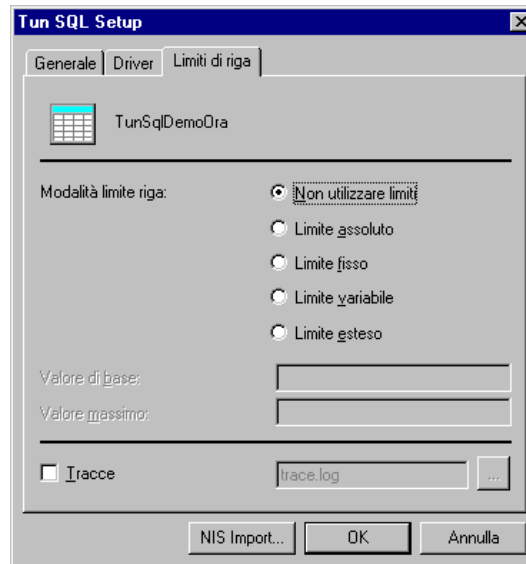 Tun SQL Setup
Generale Driver Limiti di riga
TunSqlDemoOra
Modalità limite riga: Non utilizzare limiti
Limite assoluto
Limite fisso
Limite variabile
Limite esteso
Valore di base:
Valore massimo:
Tracce trace.log ...
NIS Import... OK Annulla